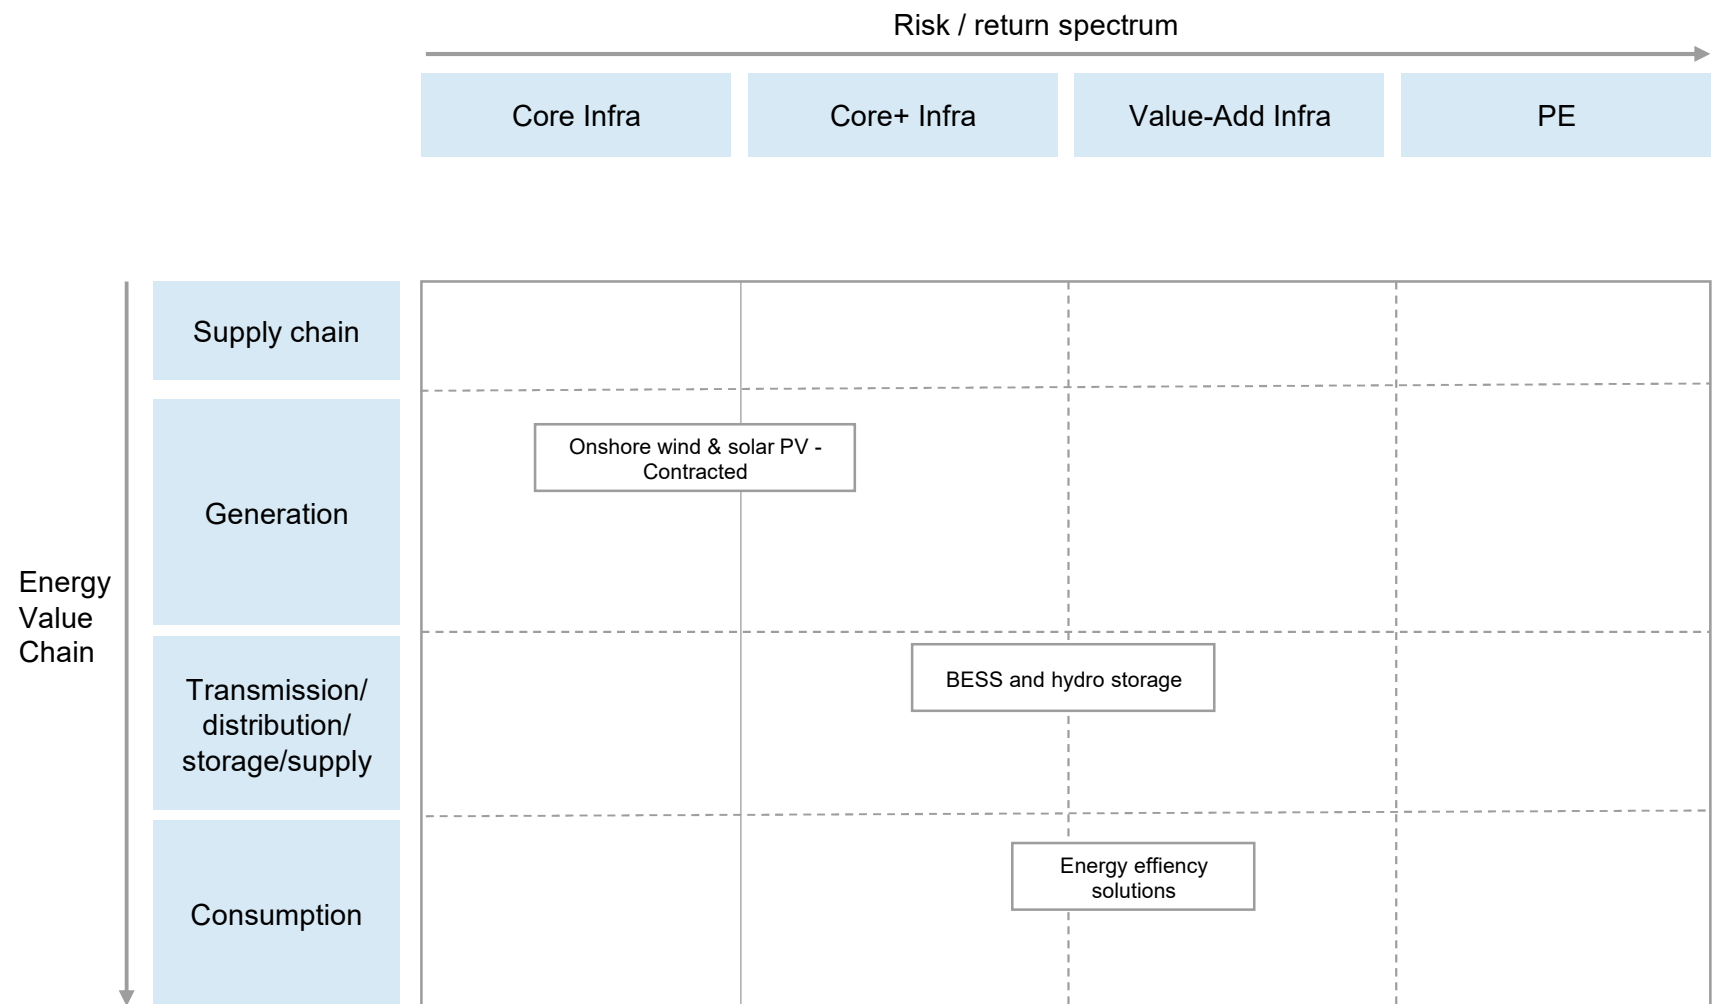 Risk / return spectrum
Core Infra
Core+ Infra
Value-Add Infra
PE
Energy
Value
Chain
Supply chain
Generation
Onshore wind & solar PV -
Contracted
Transmission/
distribution/
storage/supply
BESS and hydro storage
Consumption
Energy effiency
solutions